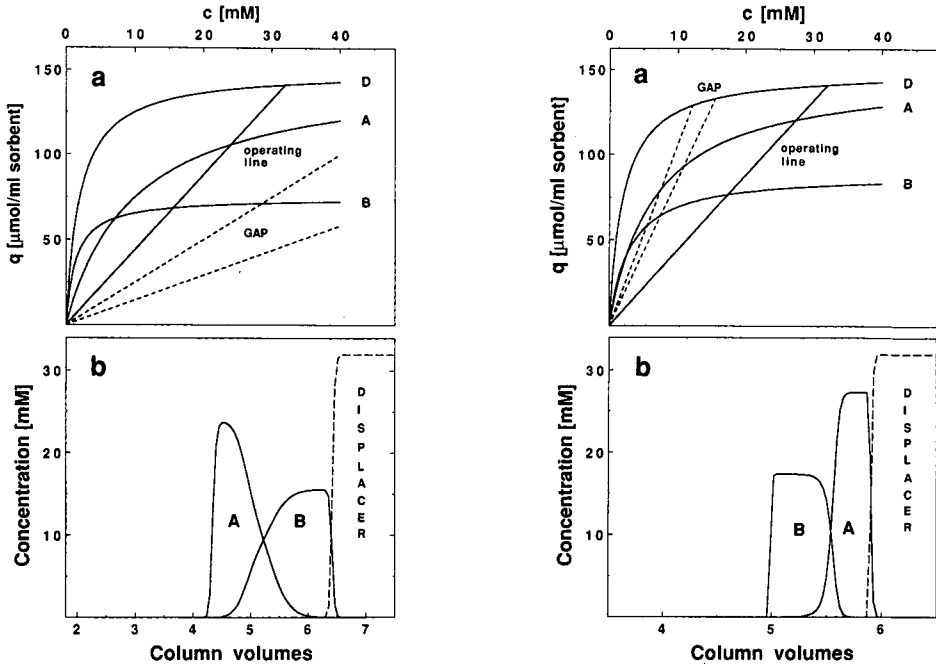 c [mM]
0 10 20 30 40
a
150
100
50
q [µmol/ml sorbent]
D
A
B
operating
line
GAP
b
30
20
10
Concentration [mM]
A
B
DISPLACER
2 3 4 5 6 7
Column volumes
c [mM]
0 10 20 30 40
a
150
100
50
q [µmol/ml sorbent]
GAP
D
A
B
operating
line
b
30
20
10
Concentration [mM]
B
A
DISPLACER
4 5 6
Column volumes